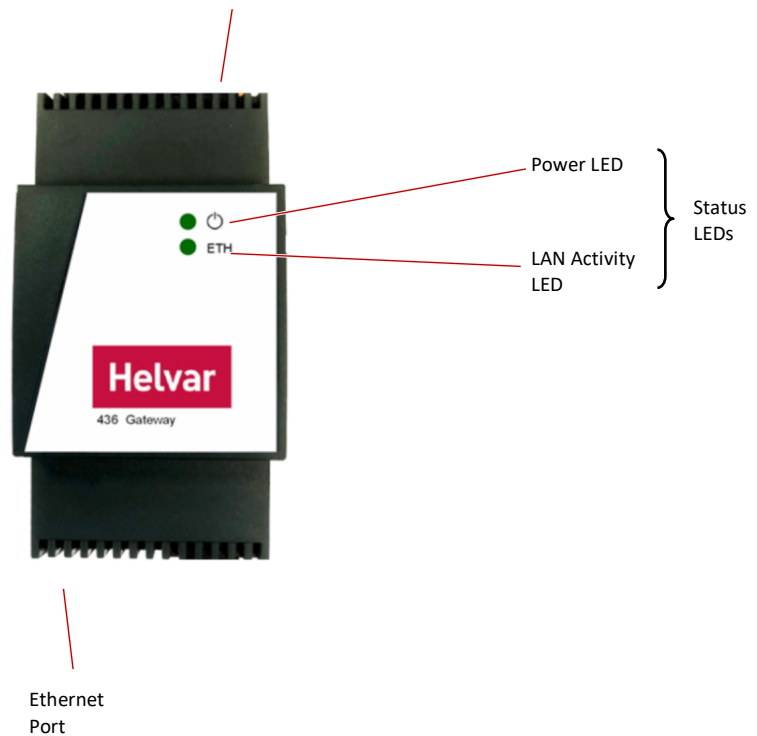 Power LED
Status
LEDs
ETH
LAN Activity
LED
Helvar
436 Gateway
Ethernet
Port